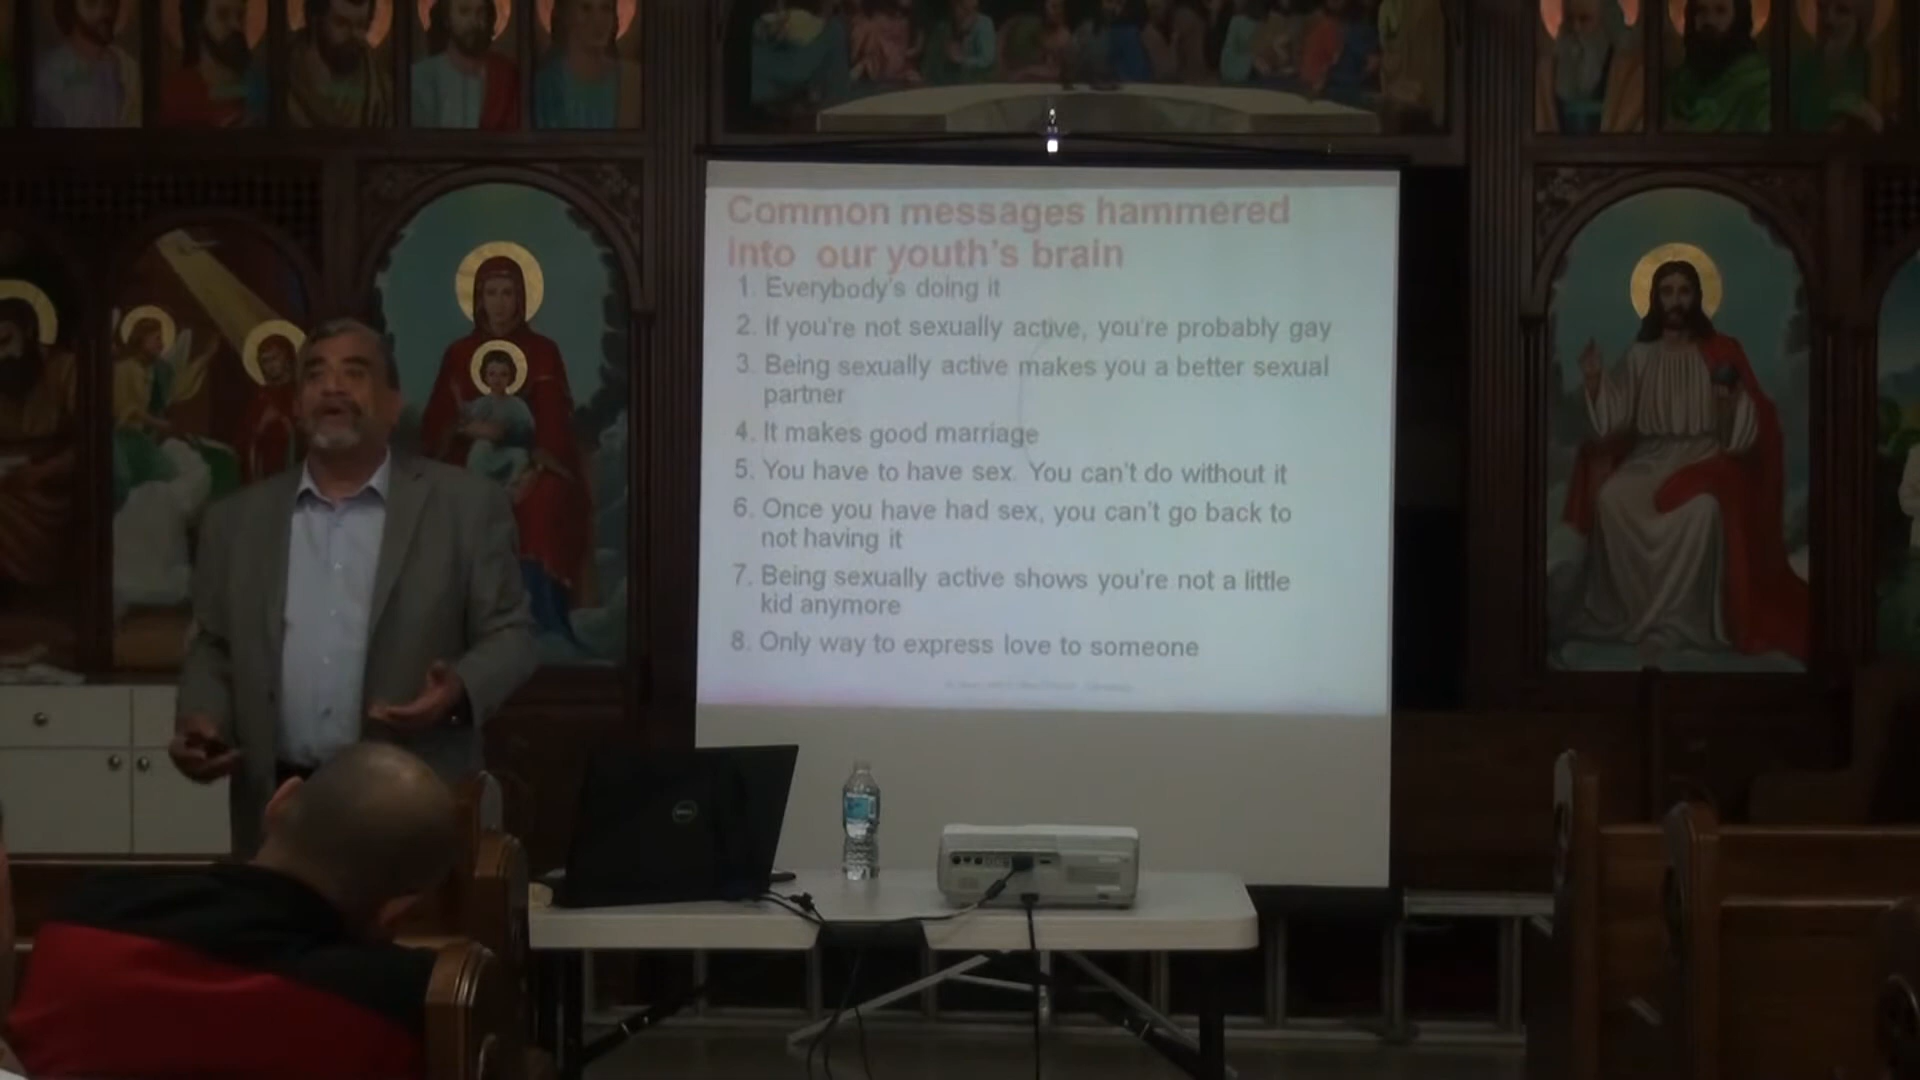 Common messages hammered
into our youth's brain
1. Everybody's doing it
2. If you're not sexually active, you're probably gay
3. Being sexually active makes you a better sexual
partner
4. It makes good marriage
5. You have to have sex. You can't do without it
6. Once you have had sex, you can't go back to
not having it
7. Being sexually active shows you're not a little
kid anymore
8. Only way to express love to someone
DELL